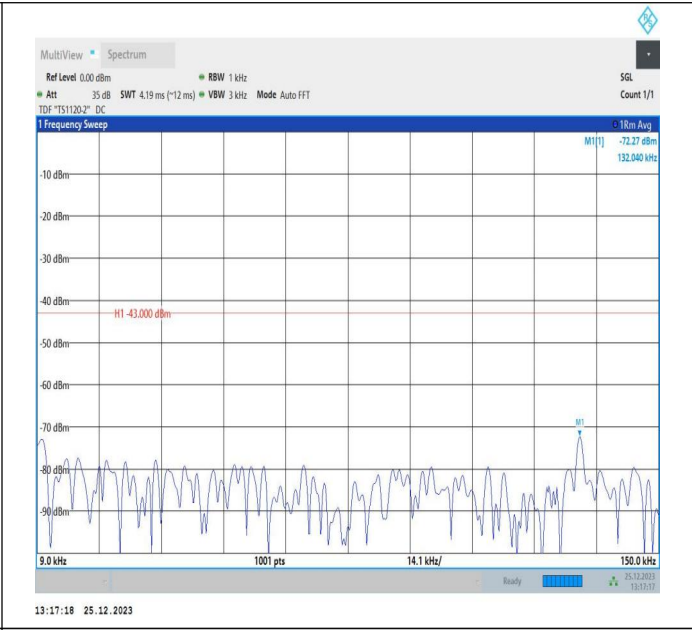 R S
MultiView Spectrum
Ref Level 0.00 dBm RBW 1 kHz SGL
Att 35 dB SWT 4.19 ms (~12 ms) VBW 3 kHz Mode Auto FFT Count 1/1
TDF "TS1120-2" DC
1 Frequency Sweep 1Rm Avg
M1[1] -72.27 dBm
132.040 kHz
-10 dBm
-20 dBm
-30 dBm
-40 dBm
H1 -43.000 dBm
-50 dBm
-60 dBm
-70 dBm
M1
-80 dBm
-90 dBm
9.0 kHz 1001 pts 14.1 kHz/ 150.0 kHz
Ready 25.12.2023
13:17:17
13:17:18 25.12.2023